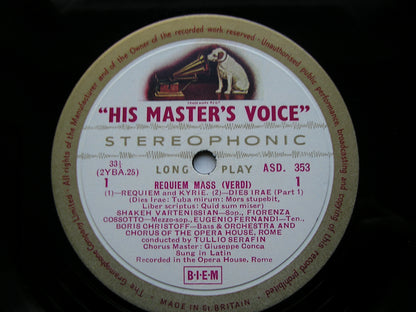 All rights of the Manufacturer and of the Owner of the recorded work reserved · Unauthorised public performance, broadcasting and copying of this record prohibited
"HIS MASTER'S VOICE"
STEREOPHONIC
33⅓
LONG PLAY
ASD. 353
(2YBA.25)
1
1
REQUIEM MASS (VERDI)
(1)—REQUIEM and KYRIE. (2)—DIES IRAE (Part 1)
(Dies Irae: Tuba mirum: Mors stupebit,
Liber scriptus: Quid sum miser)
SHAKEH VARTENISSIAN—Sop., FIORENZA
COSSOTTO—Mezzo-sop., EUGENIO FERNANDI—Ten.,
BORIS CHRISTOFF—Bass & ORCHESTRA AND
CHORUS OF THE OPERA HOUSE, ROME
conducted by TULLIO SERAFIN
Chorus Master: Giuseppe Conca
Sung in Latin
Recorded in the Opera House, Rome
B·I·E·M
The Gramophone Company Limited
MADE IN Gt. BRITAIN